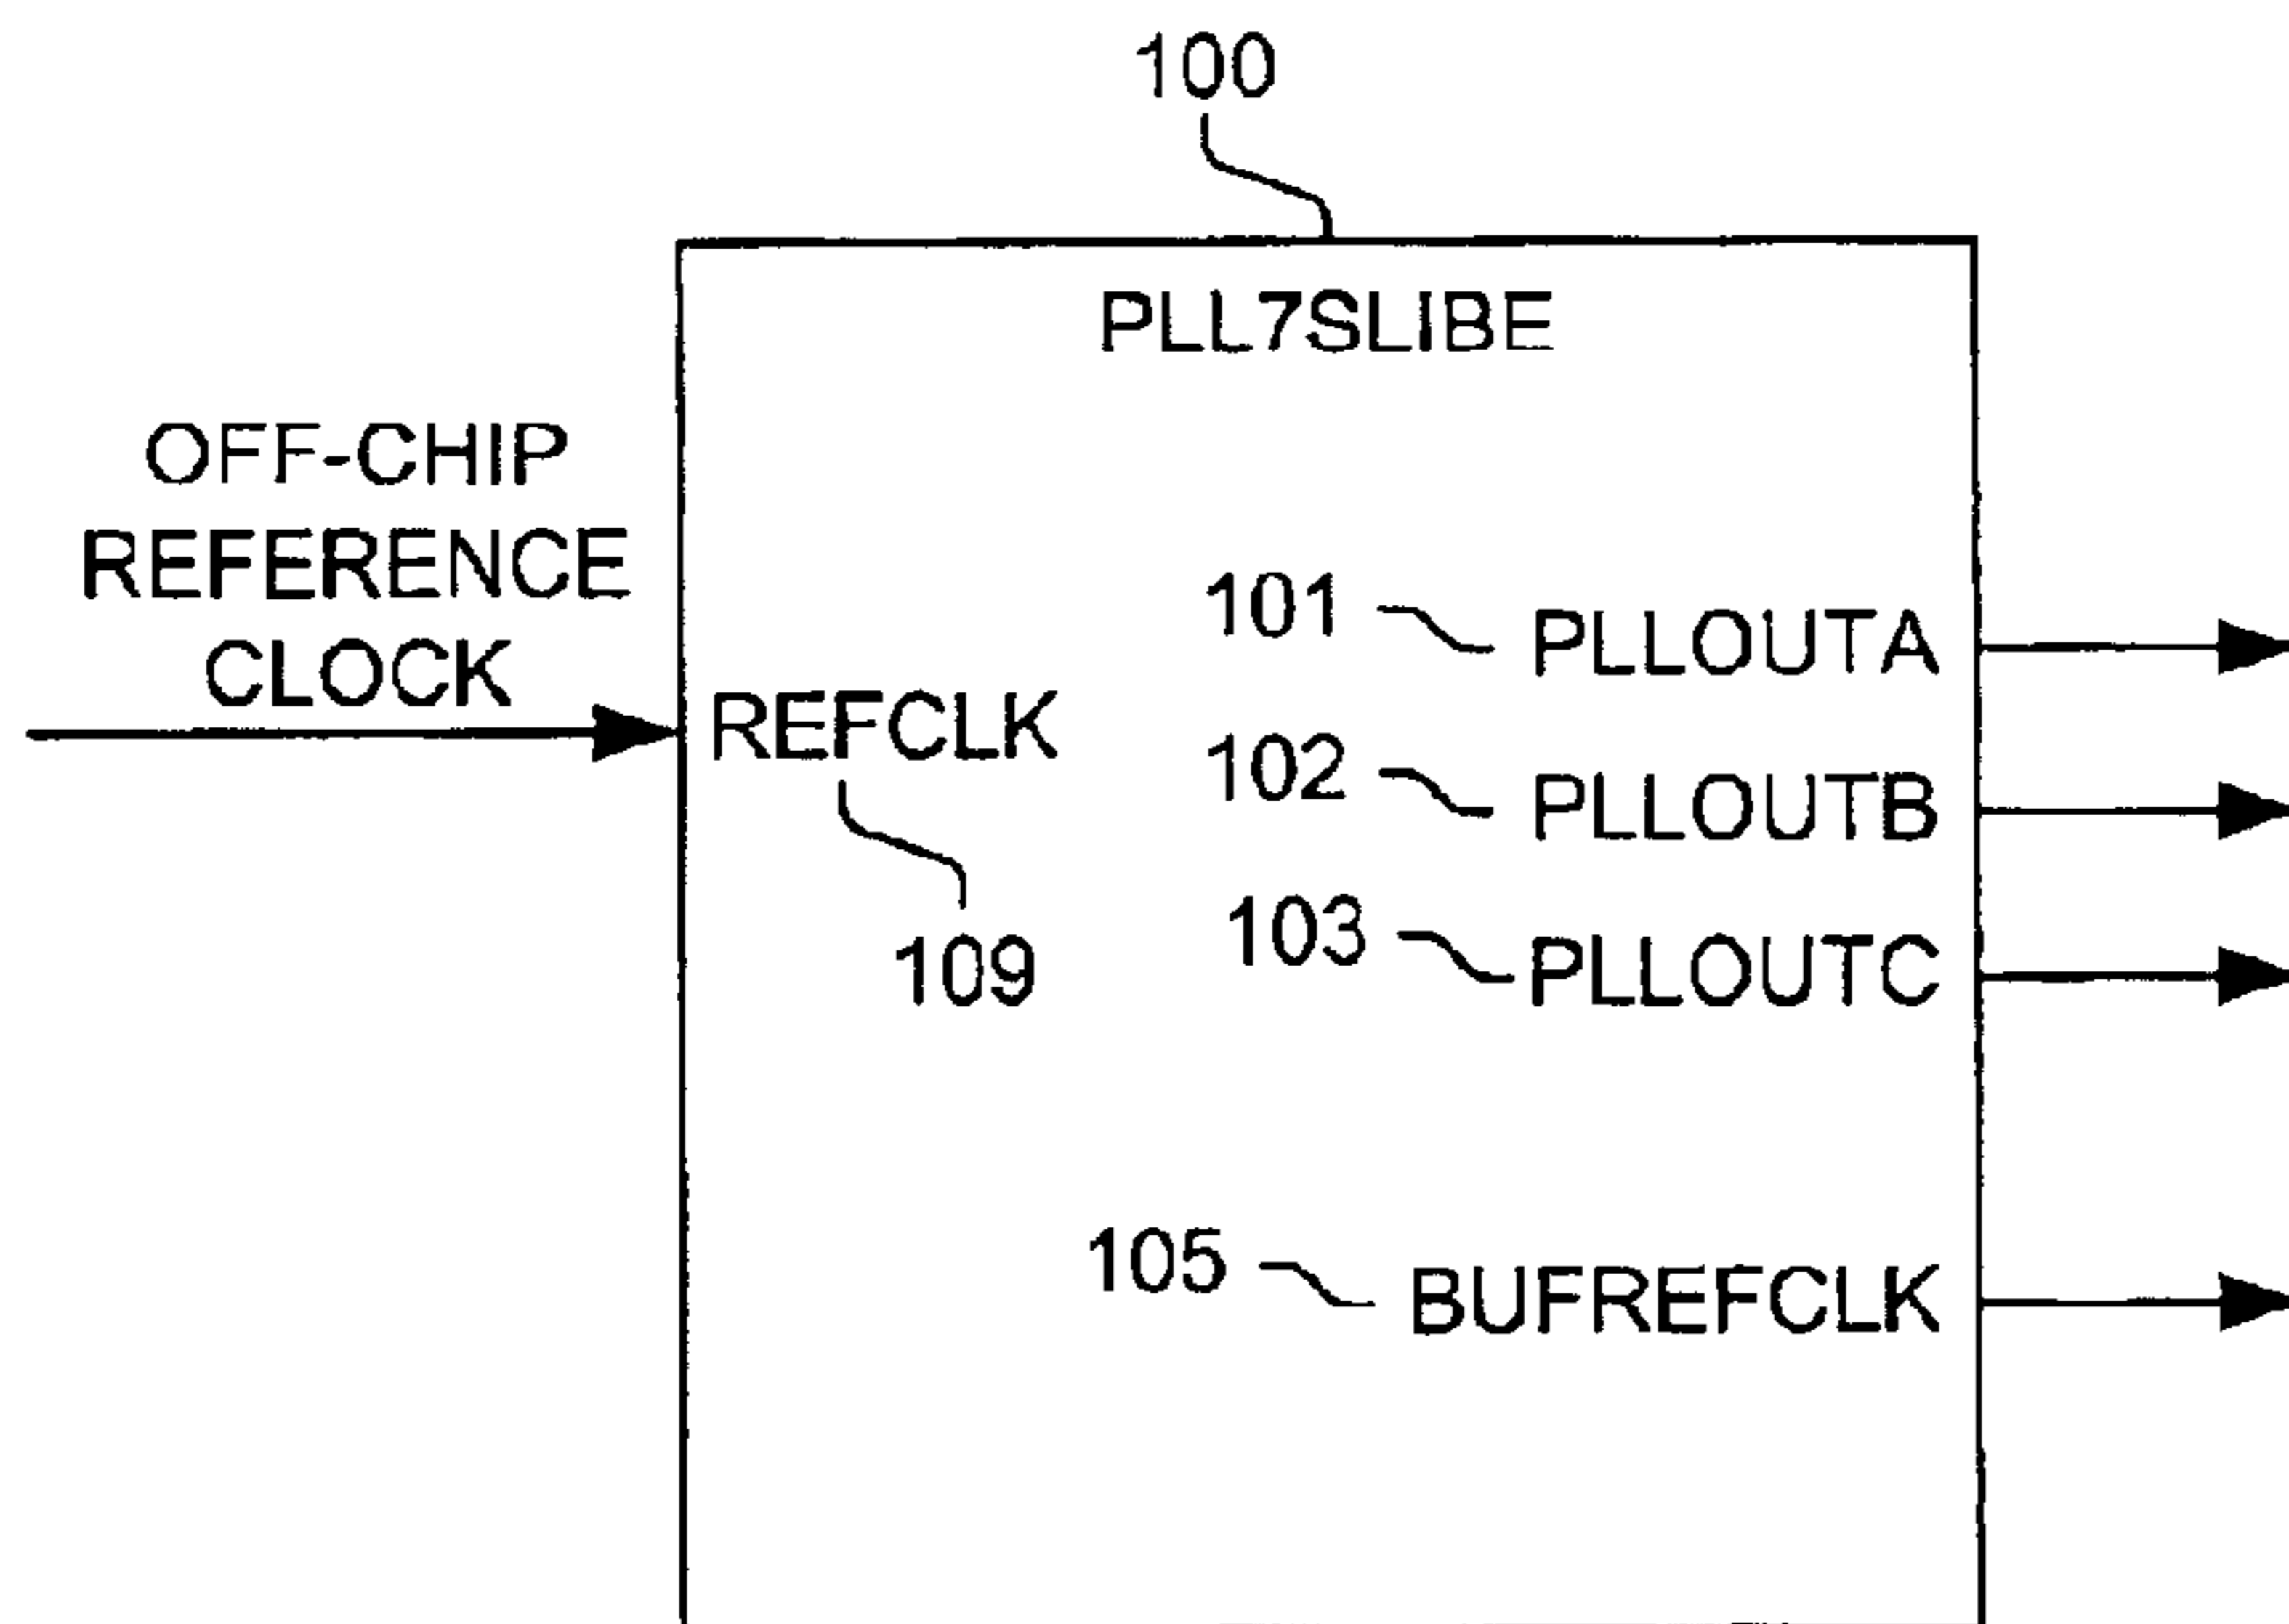 100
PLL7SLIBE
OFF-CHIP
REFERENCE
CLOCK
REFCLK
109
101 PLLOUTA
102 PLLOUTB
103 PLLOUTC
105 BUFREFCLK